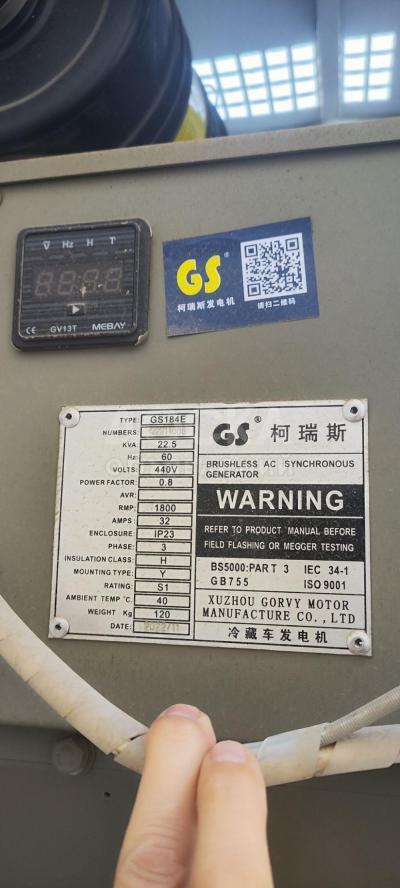 V Hz H T
CE GV13T MEBAY
GS®
柯瑞斯发电机
请扫二维码
TYPE: GS184E
NUMBERS:
KVA: 22.5
Hz: 60
VOLTS: 440V
POWER FACTOR: 0.8
AVR:
RMP: 1800
AMPS: 32
ENCLOSURE: IP23
PHASE: 3
INSULATION CLASS: H
MOUNTING TYPE: Y
RATING: S1
AMBIENT TEMP °C: 40
WEIGHT Kg: 120
DATE:
GS® 柯瑞斯
BRUSHLESS AC SYNCHRONOUS
GENERATOR
WARNING
REFER TO PRODUCT MANUAL BEFORE
FIELD FLASHING OR MEGGER TESTING
BS5000:PART 3 IEC 34-1
GB755 ISO9001
XUZHOU GORVY MOTOR
MANUFACTURE CO., LTD
冷藏车发电机